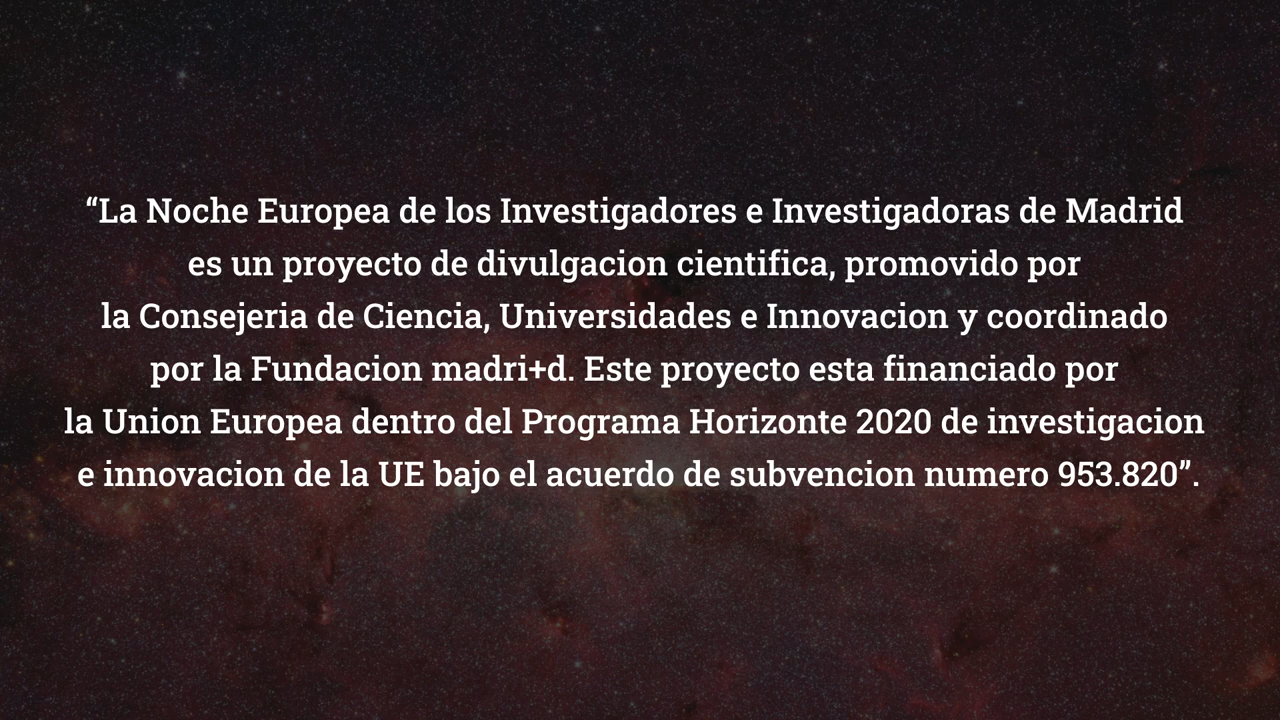 “La Noche Europea de los Investigadores e Investigadoras de Madrid
es un proyecto de divulgacion cientifica, promovido por
la Consejeria de Ciencia, Universidades e Innovacion y coordinado
por la Fundacion madri+d. Este proyecto esta financiado por
la Union Europea dentro del Programa Horizonte 2020 de investigacion
e innovacion de la UE bajo el acuerdo de subvencion numero 953.820”.